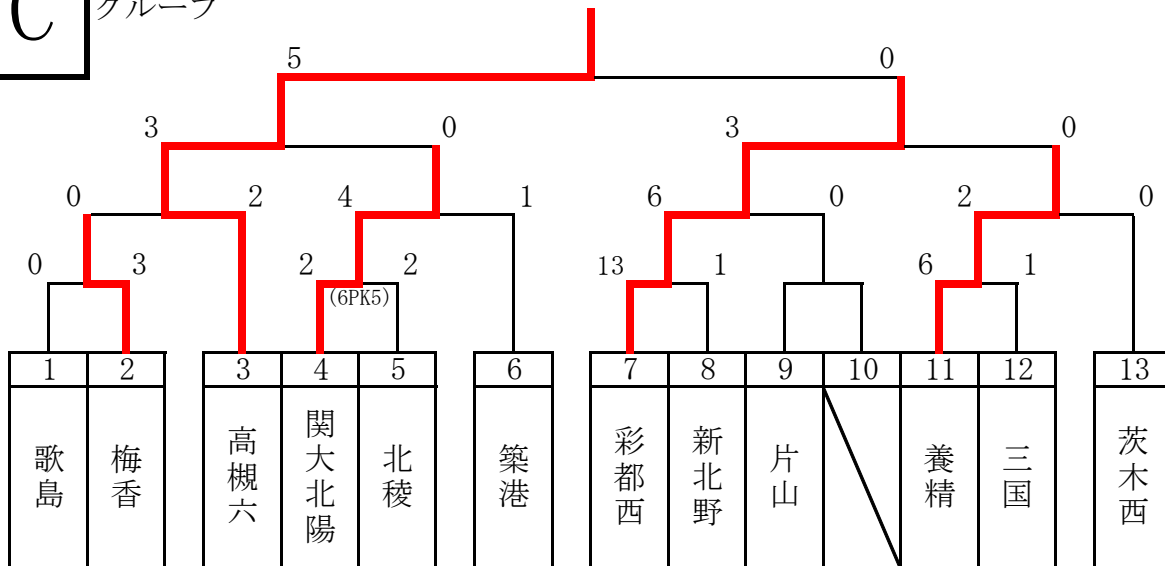 C グループ
5 0
3 0 3 0
0 2 4 1 6 0 2 0
0 3 2 2 13 1 6 1
(6PK5)
1 2 3 4 5 6 7 8 9 10 11 12 13
歌島
梅香
高槻六
関大北陽
北稜
築港
彩都西
新北野
片山
養精
三国
茨木西